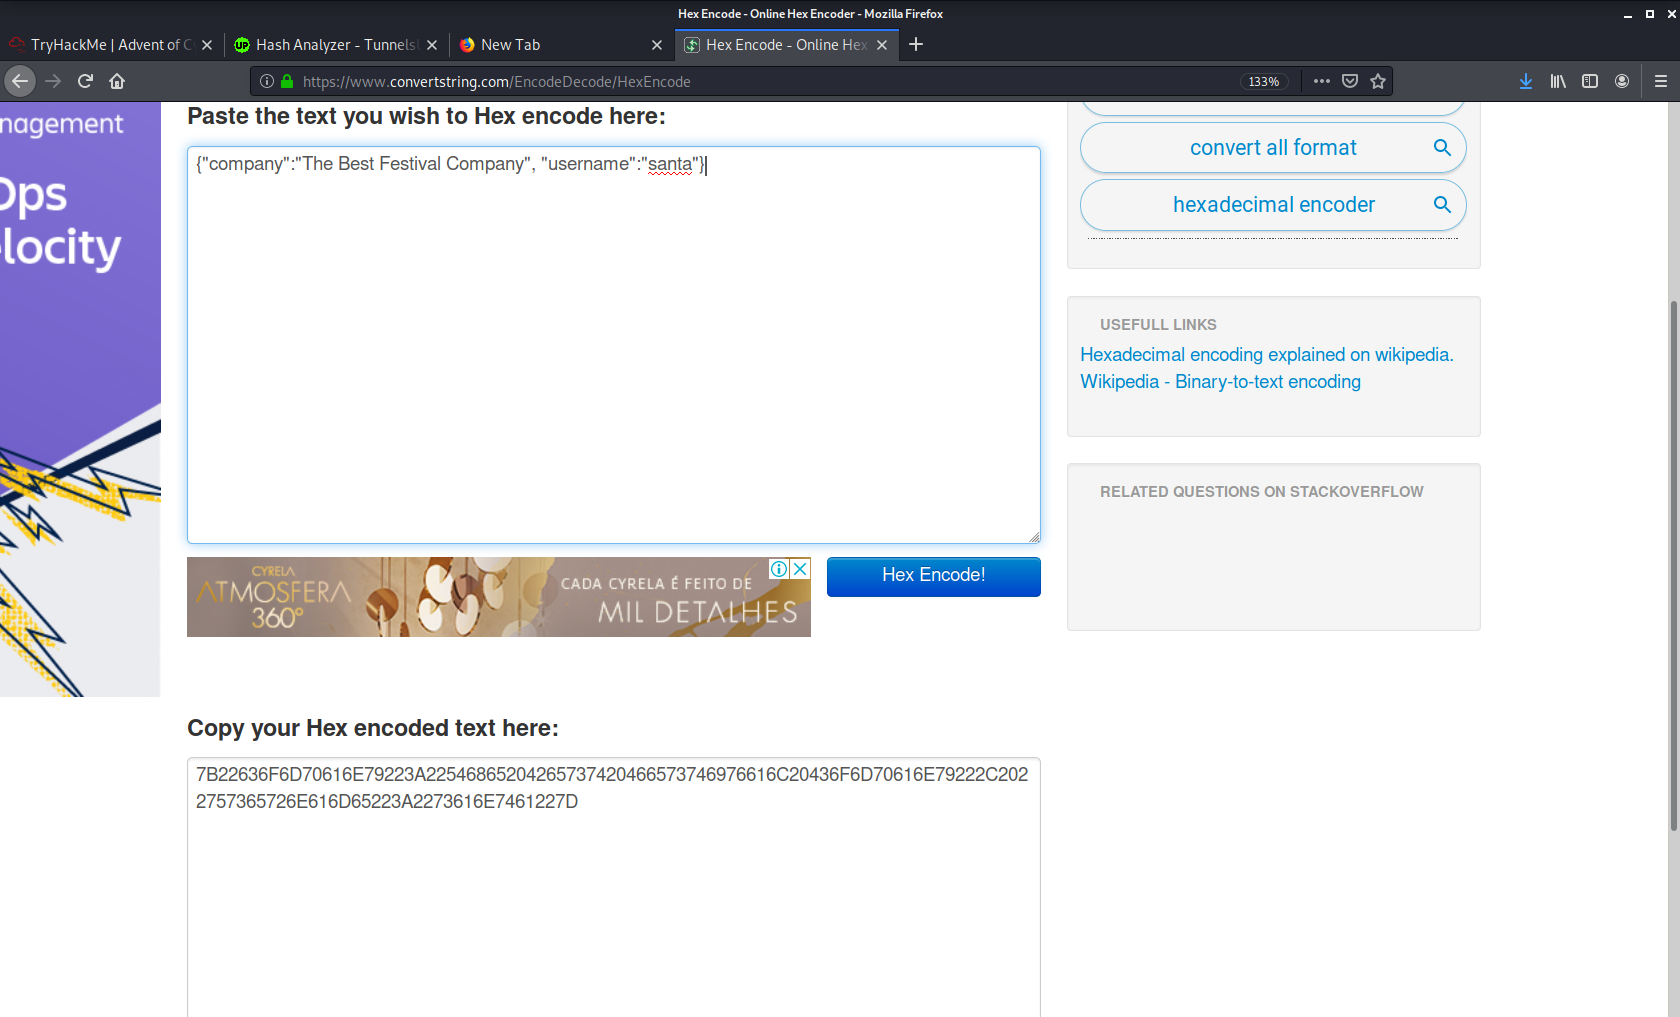 Hex Encode - Online Hex Encoder - Mozilla Firefox
TryHackMe | Advent of C
Hash Analyzer - Tunnels
New Tab
Hex Encode - Online Hex
https://www.convertstring.com/EncodeDecode/HexEncode
133%
nagement
Ops
elocity
Paste the text you wish to Hex encode here:
{"company":"The Best Festival Company", "username":"santa"}
convert all format
hexadecimal encoder
USEFULL LINKS
Hexadecimal encoding explained on wikipedia.
Wikipedia - Binary-to-text encoding
RELATED QUESTIONS ON STACKOVERFLOW
CYRELA
ATMOSFERA
360°
CADA CYRELA É FEITO DE
MIL DETALHES
Hex Encode!
Copy your Hex encoded text here:
7B22636F6D70616E79223A22546865204265737420466573746976616C20436F6D70616E79222C202
2757365726E616D65223A2273616E7461227D